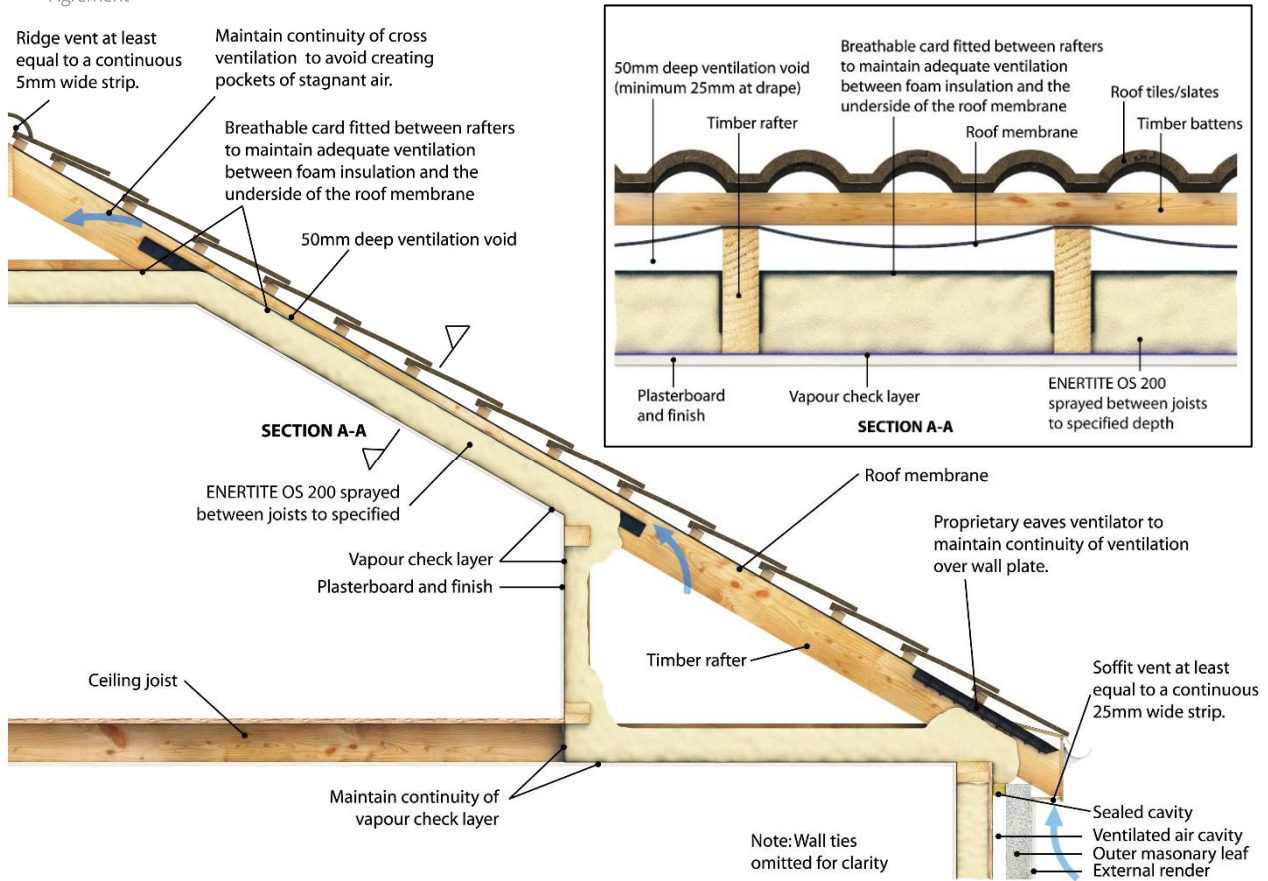 Agrément
Ridge vent at least
equal to a continuous
5mm wide strip.
Maintain continuity of cross
ventilation to avoid creating
pockets of stagnant air.
Breathable card fitted between rafters
to maintain adequate ventilation
between foam insulation and the
underside of the roof membrane
50mm deep ventilation void
SECTION A-A
ENERTITE OS 200 sprayed
between joists to specified
Vapour check layer
Plasterboard and finish
Ceiling joist
Maintain continuity of
vapour check layer
Timber rafter
Roof membrane
Proprietary eaves ventilator to
maintain continuity of ventilation
over wall plate.
Soffit vent at least
equal to a continuous
25mm wide strip.
Sealed cavity
Ventilated air cavity
Outer masonary leaf
External render
Note: Wall ties
omitted for clarity
50mm deep ventilation void
(minimum 25mm at drape)
Timber rafter
Breathable card fitted between rafters
to maintain adequate ventilation
between foam insulation and the
underside of the roof membrane
Roof membrane
Roof tiles/slates
Timber battens
Plasterboard
and finish
Vapour check layer
ENERTITE OS 200
sprayed between joists
to specified depth
SECTION A-A